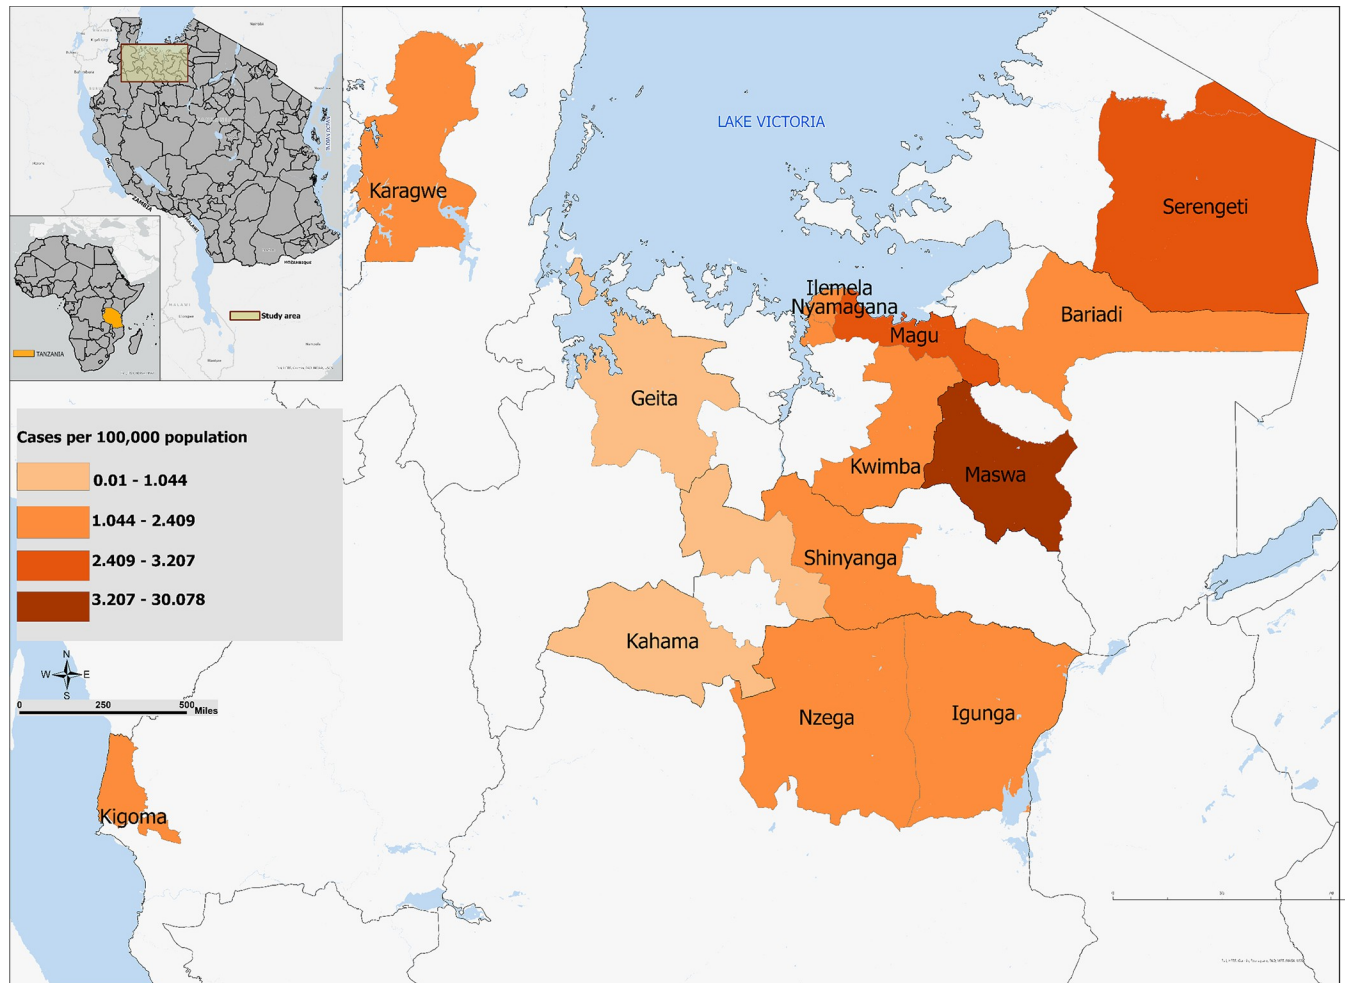 ZAMBIA
MOZAMBIQUE
Study area
TANZANIA
LAKE VICTORIA
Karagwe
Serengeti
Ilemela
Nyamagana
Magu
Bariadi
Geita
Kwimba
Maswa
Shinyanga
Kahama
Nzega
Igunga
Kigoma
Cases per 100,000 population
0.01 - 1.044
1.044 - 2.409
2.409 - 3.207
3.207 - 30.078
N
W E
S
0 250 500 Miles